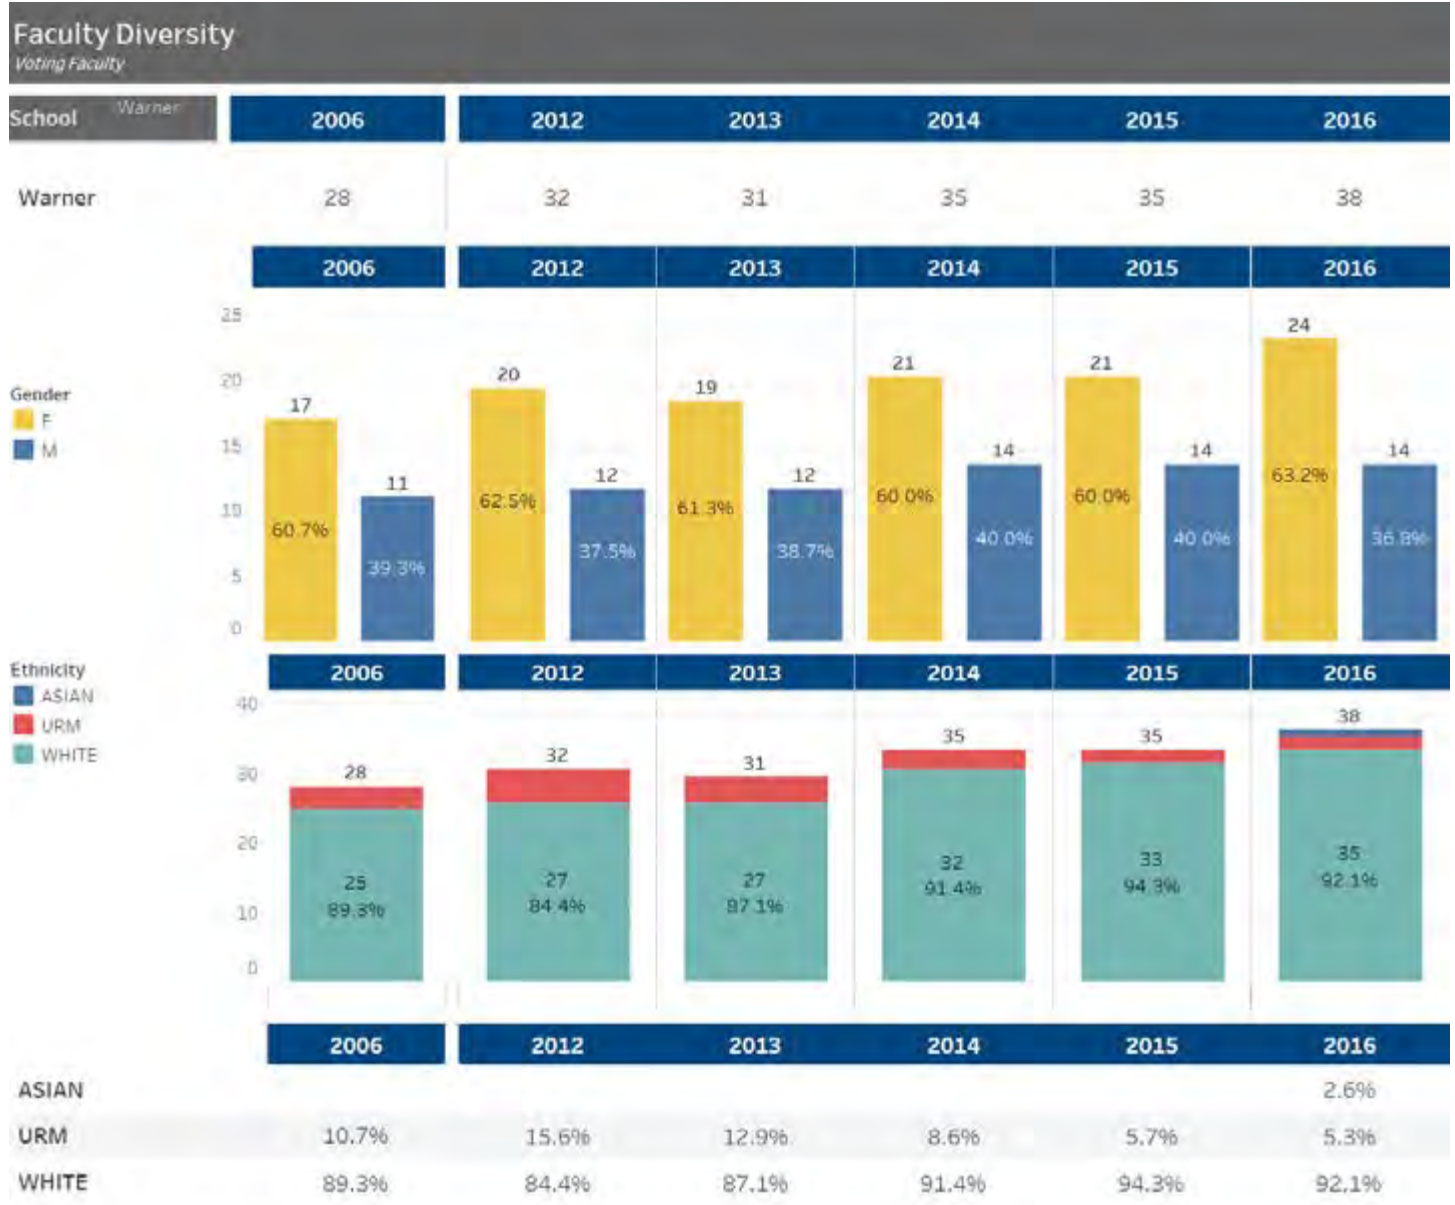 Faculty Diversity
Voting Faculty
School Warner 2006 2012 2013 2014 2015 2016
Warner 28 32 31 35 35 38
2006 2012 2013 2014 2015 2016
25
20
15
10
5
0
Gender
F
M
17 11 20 12 19 12 21 14 21 14 24 14
60.7% 39.3% 62.5% 37.5% 61.3% 38.7% 60.0% 40.0% 60.0% 40.0% 63.2% 36.8%
Ethnicity
ASIAN
URM
WHITE
2006 2012 2013 2014 2015 2016
40
30
20
10
0
28 32 31 35 35 38
25 27 27 32 33 35
89.3% 84.4% 87.1% 91.4% 94.3% 92.1%
2006 2012 2013 2014 2015 2016
ASIAN 2.6%
URM 10.7% 15.6% 12.9% 8.6% 5.7% 5.3%
WHITE 89.3% 84.4% 87.1% 91.4% 94.3% 92.1%